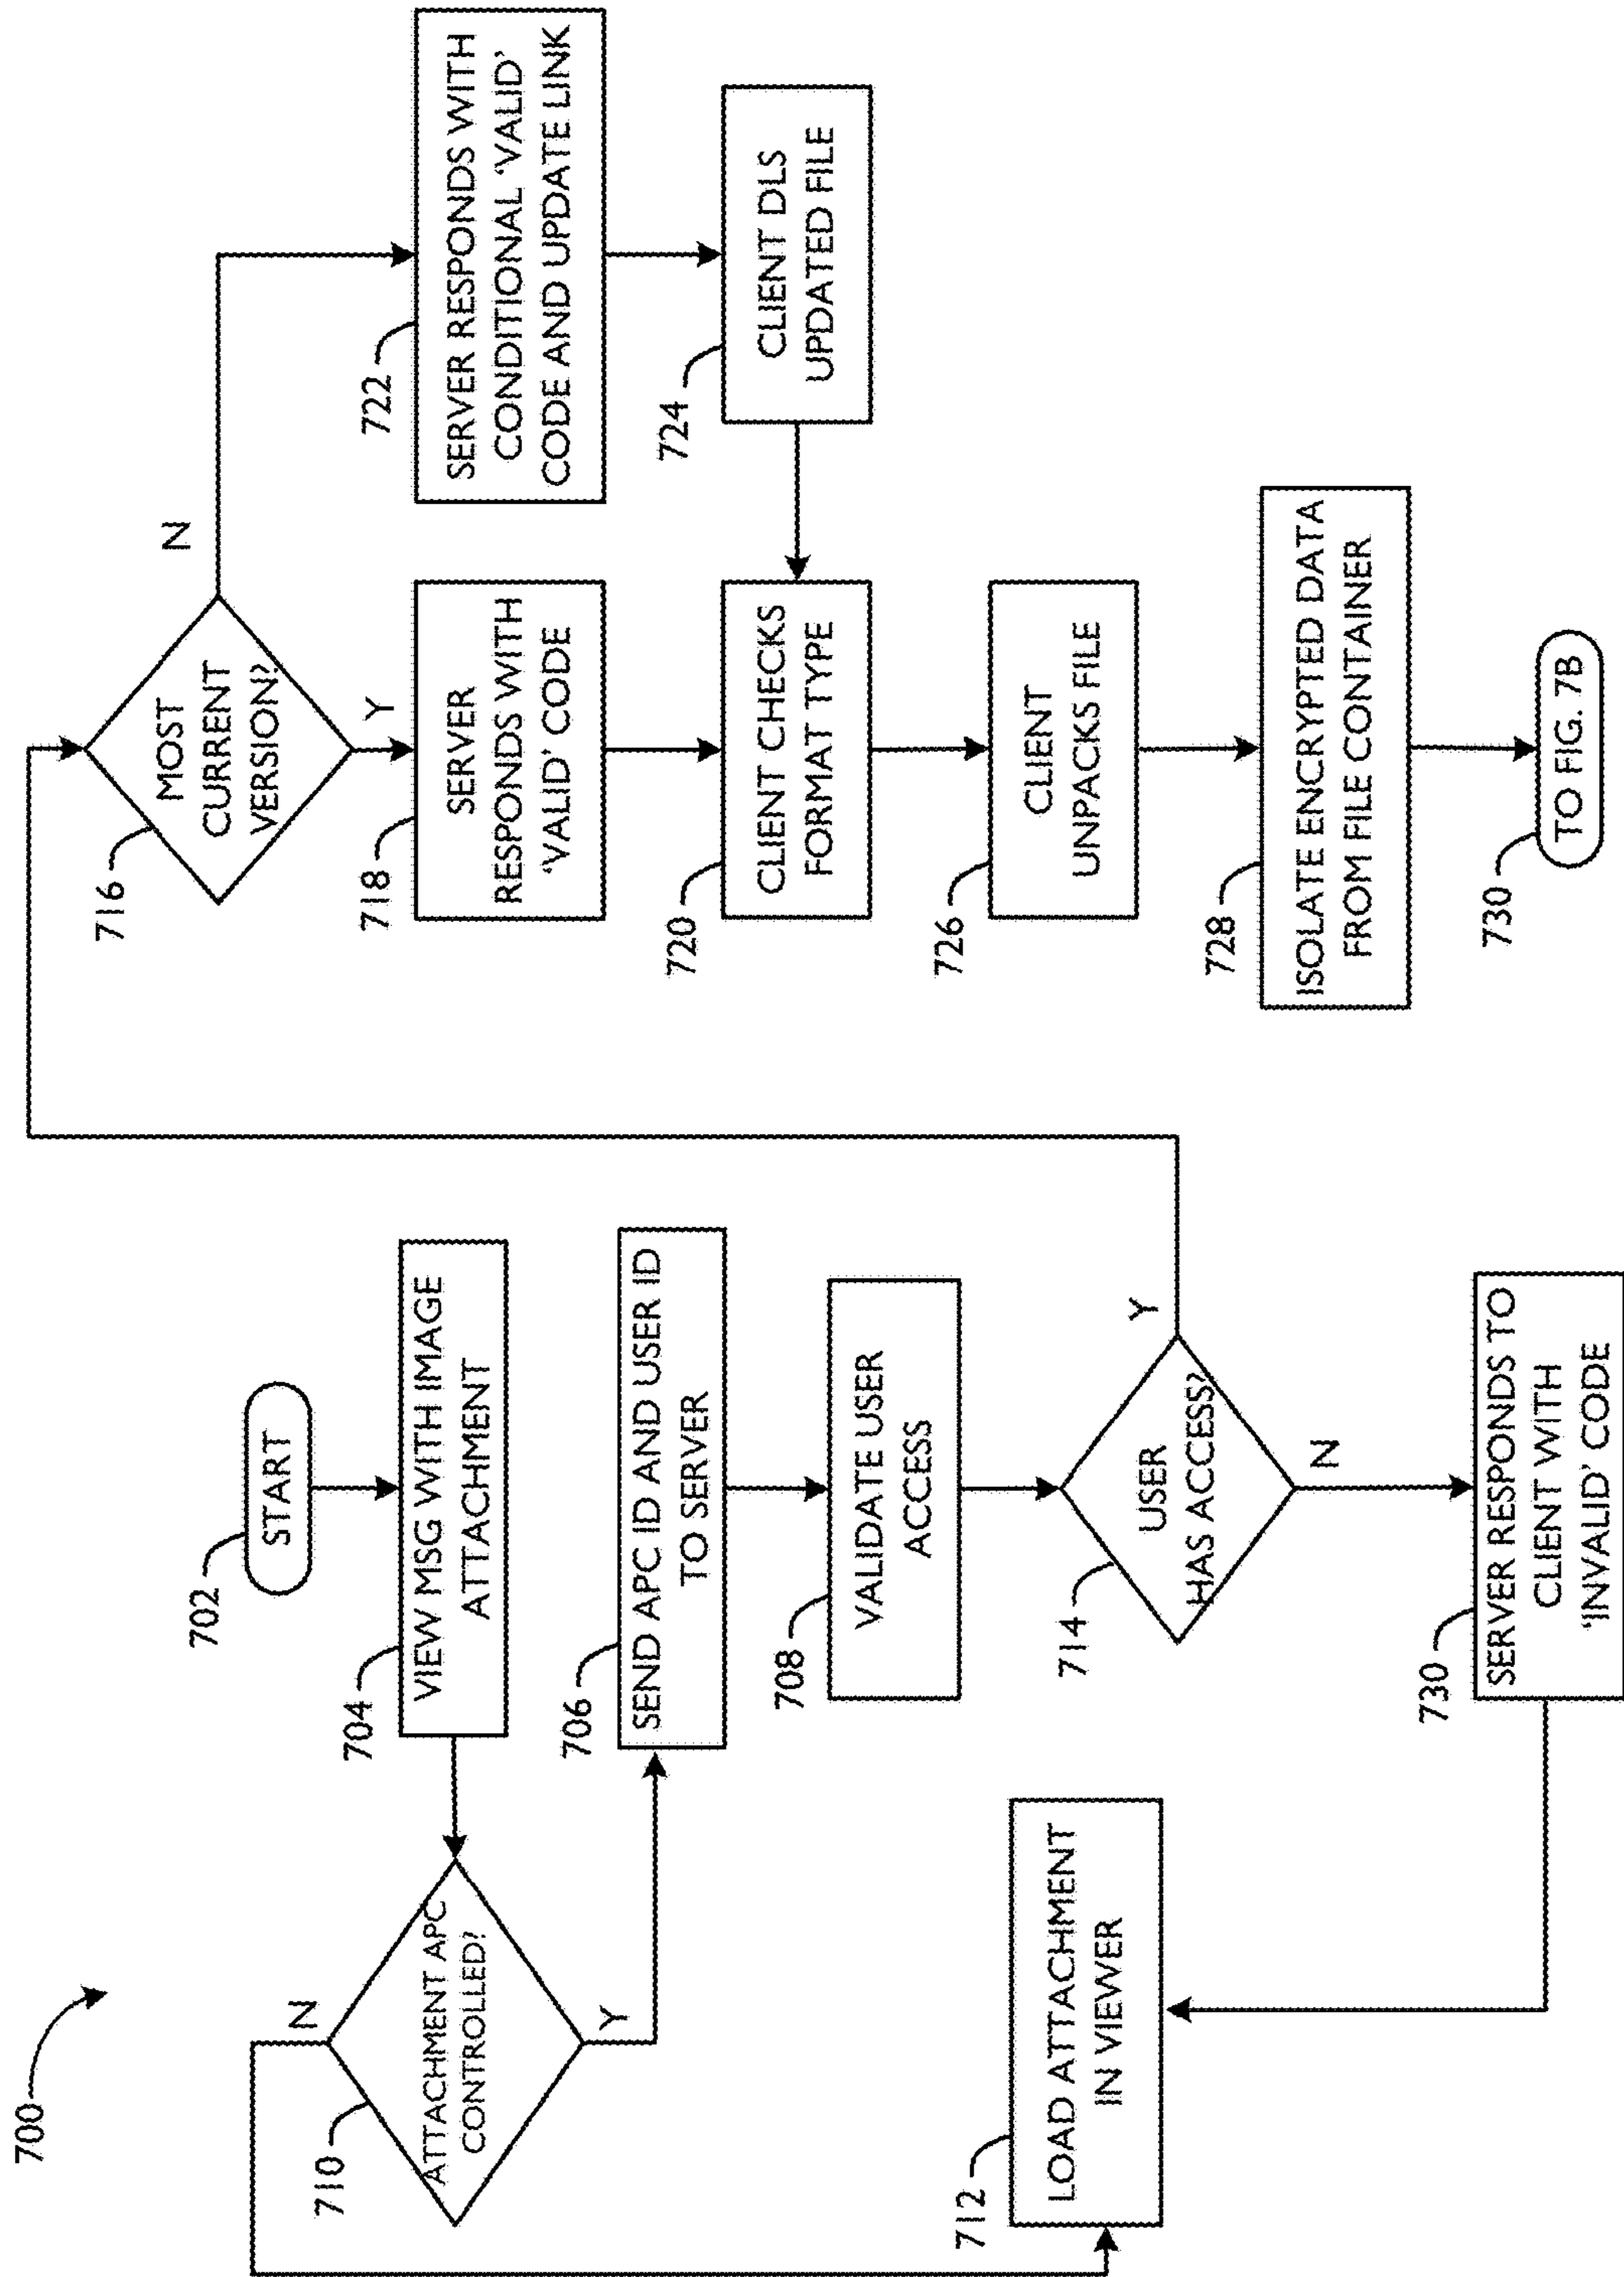 700
702
START
704
VIEW MSG WITH IMAGE
ATTACHMENT
710
ATTACHMENT APC
CONTROLLED?
N
Y
706
SEND APC ID AND USER ID
TO SERVER
708
VALIDATE USER
ACCESS
714
USER
HAS ACCESS?
Y
N
712
LOAD ATTACHMENT
IN VIEWER
730
SERVER RESPONDS TO
CLIENT WITH
'INVALID' CODE
716
MOST
CURRENT
VERSION?
N
Y
718
SERVER
RESPONDS WITH
'VALID' CODE
722
SERVER RESPONDS WITH
CONDITIONAL 'VALID'
CODE AND UPDATE LINK
720
CLIENT CHECKS
FORMAT TYPE
724
CLIENT DLS
UPDATED FILE
726
CLIENT
UNPACKS FILE
728
ISOLATE ENCRYPTED DATA
FROM FILE CONTAINER
730
TO FIG. 7B